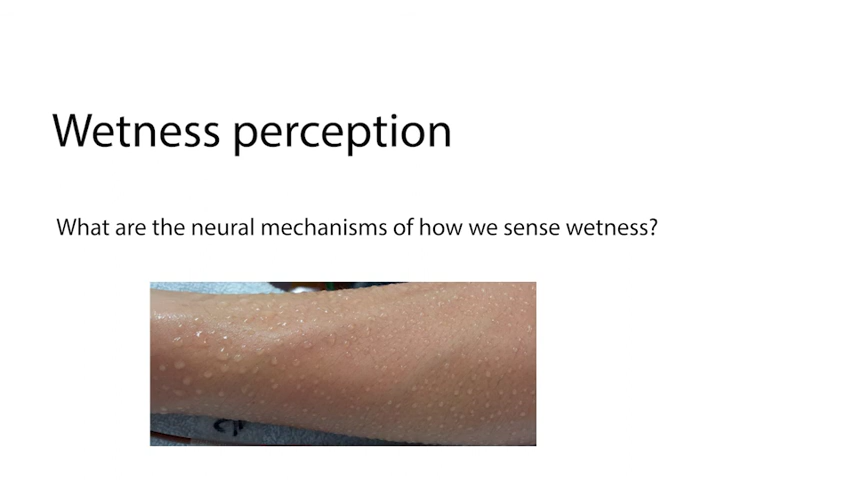 Wetness perception
What are the neural mechanisms of how we sense wetness?